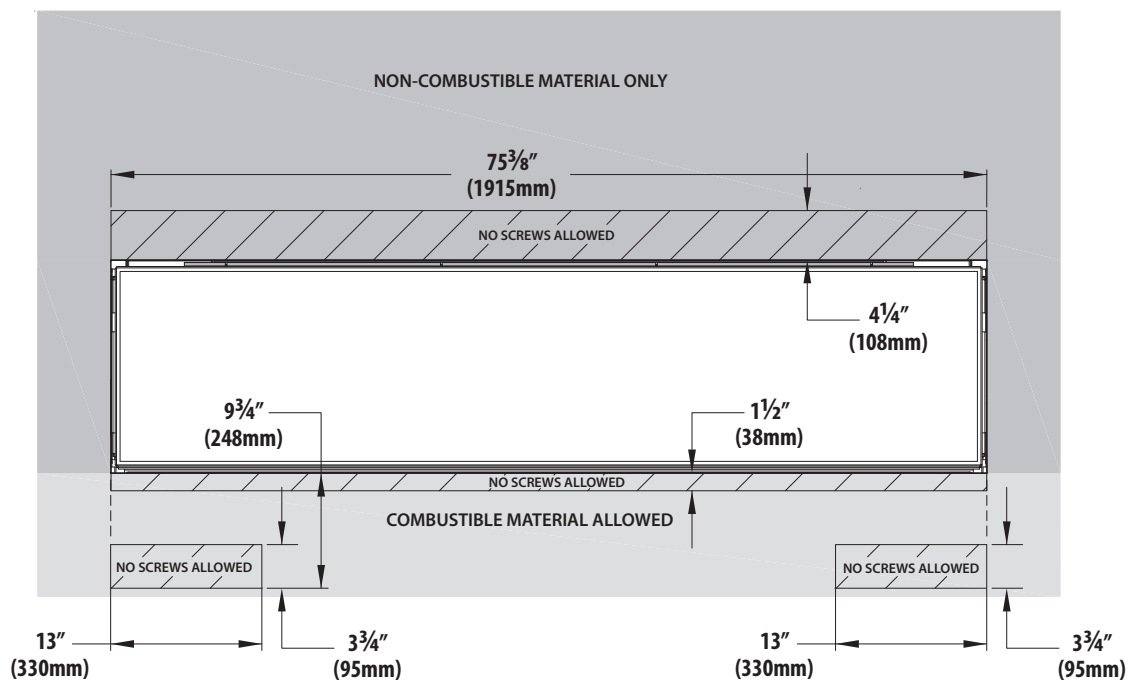 NON-COMBUSTIBLE MATERIAL ONLY
75⅜″
(1915mm)
NO SCREWS ALLOWED
4¼″
(108mm)
9¾″
(248mm)
1½″
(38mm)
NO SCREWS ALLOWED
COMBUSTIBLE MATERIAL ALLOWED
NO SCREWS ALLOWED
NO SCREWS ALLOWED
13″
(330mm)
3¾″
(95mm)
13″
(330mm)
3¾″
(95mm)